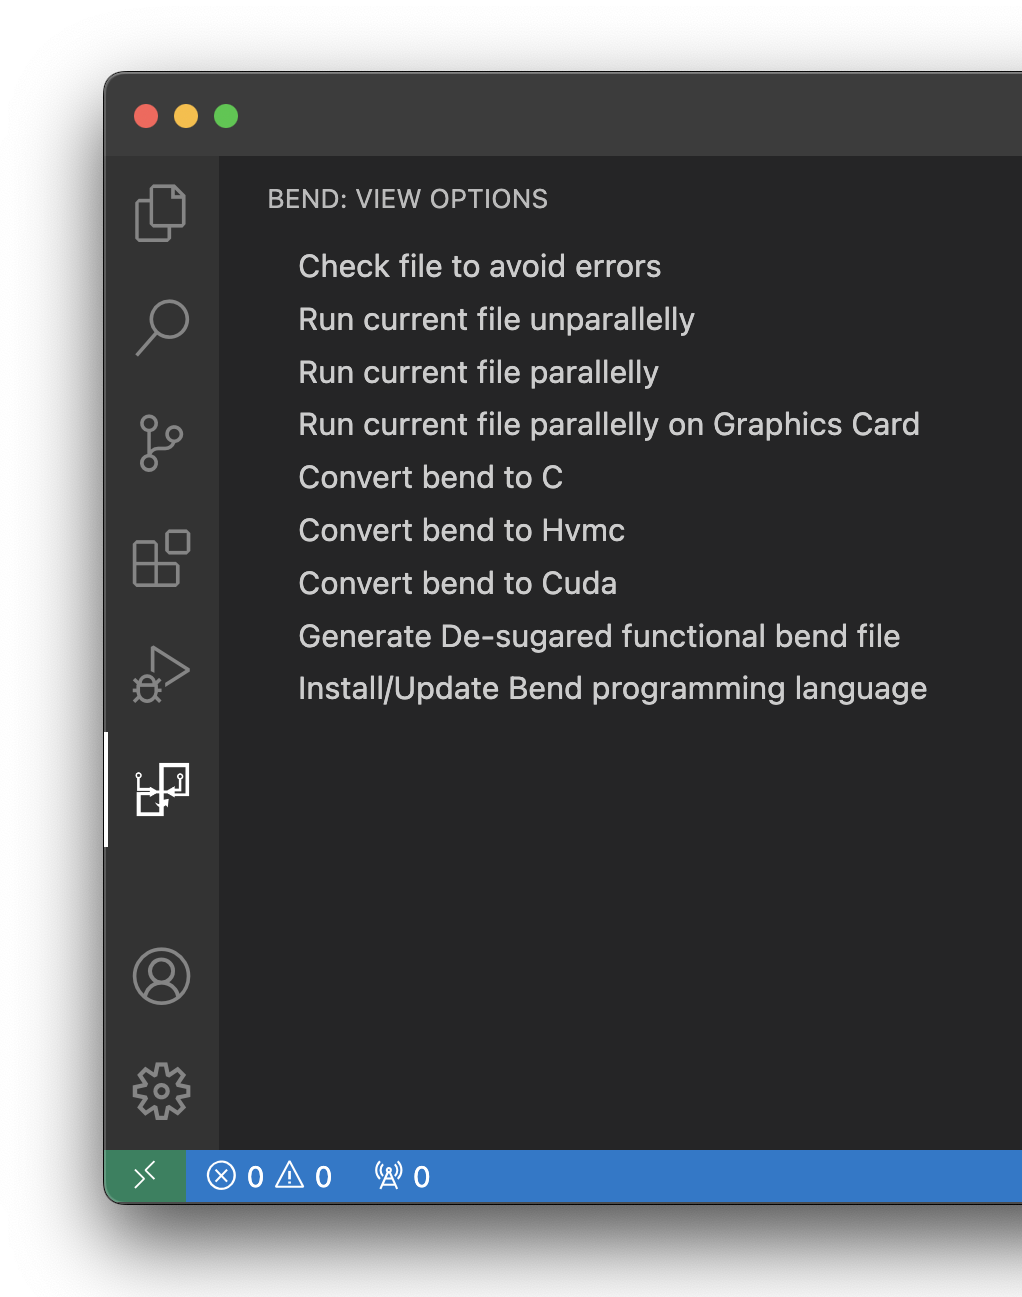 BEND: VIEW OPTIONS
Check file to avoid errors
Run current file unparallelly
Run current file parallelly
Run current file parallelly on Graphics Card
Convert bend to C
Convert bend to Hvmc
Convert bend to Cuda
Generate De-sugared functional bend file
Install/Update Bend programming language
0 0 0